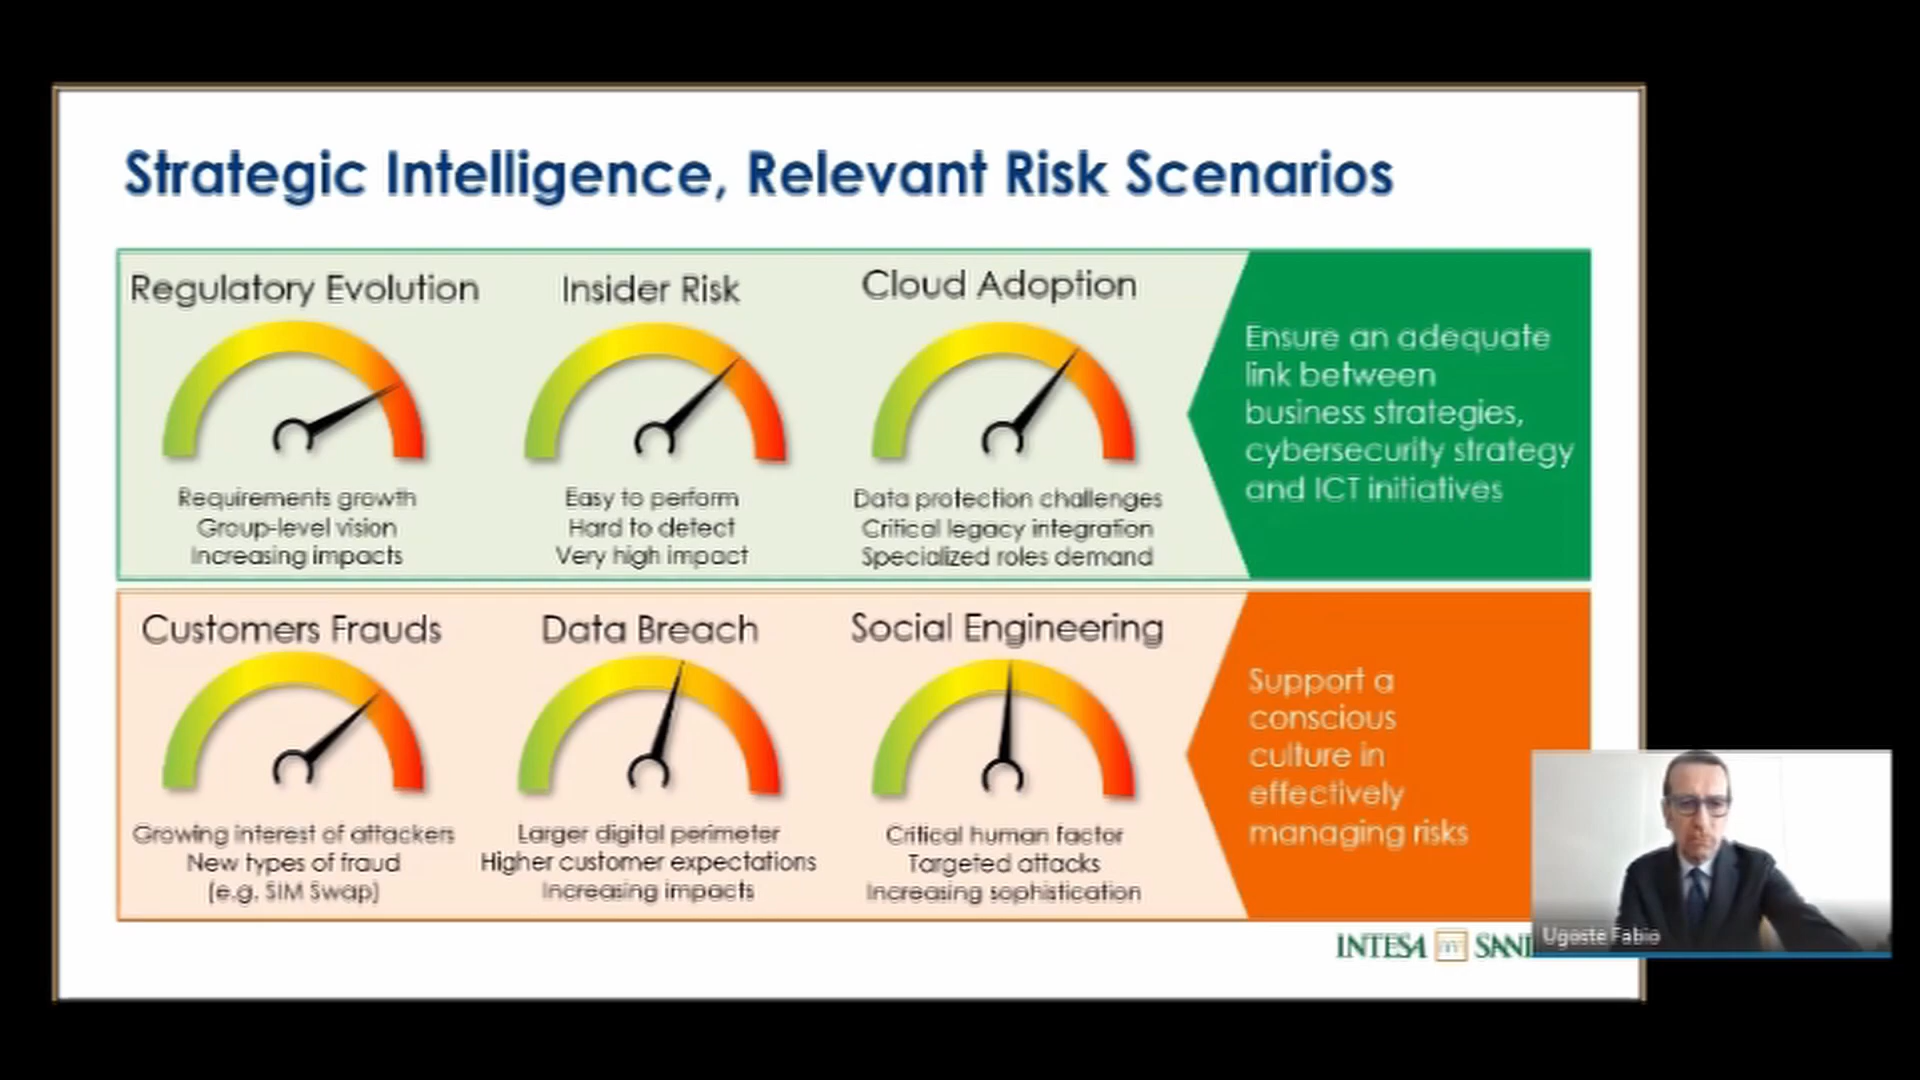 Strategic Intelligence, Relevant Risk Scenarios
Regulatory Evolution
Requirements growth
Group-level vision
Increasing impacts
Insider Risk
Easy to perform
Hard to detect
Very high impact
Cloud Adoption
Data protection challenges
Critical legacy integration
Specialized roles demand
Ensure an adequate
link between
business strategies,
cybersecurity strategy
and ICT initiatives
Customers Frauds
Growing interest of attackers
New types of fraud
(e.g. SIM Swap)
Data Breach
Larger digital perimeter
Higher customer expectations
Increasing impacts
Social Engineering
Critical human factor
Targeted attacks
Increasing sophistication
Support a
conscious
culture in
effectively
managing risks
INTESA SAN
Ugoste Fabio